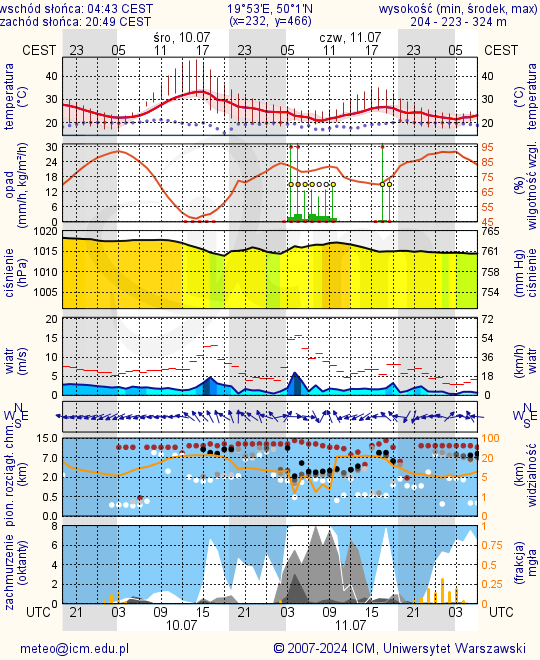 wschód słońca: 04:43 CEST
19°53'E, 50°1'N
wysokość (min, środek, max)
zachód słońca: 20:49 CEST
(x=232, y=466)
204 - 223 - 324 m
śro, 10.07
czw, 11.07
CEST
23
05
11
17
23
05
11
17
23
05
CEST
temperatura
(°C)
40
30
20
40
30
20
temperatura
(°C)
opad
(mm/h, kg/m²/h)
30
24
18
12
6
0
95
85
75
65
55
45
(%)
wilgotność wzgl.
ciśnienie
(hPa)
1020
1015
1010
1005
765
761
758
754
(mm Hg)
ciśnienie
wiatr
(m/s)
20
15
10
5
0
72
54
36
18
0
(km/h)
wiatr
N
W E
S
N
W E
S
pion. rozciągł. chm.
(km)
15.0
7.0
2.0
0.5
0.0
100
20
5
1
0
(km)
widzialność
zachmurzenie
(oktanty)
8
6
4
2
0
1
0.75
0.5
0.25
0
(frakcja)
mgła
UTC
21
03
09
15
21
03
09
15
21
03
UTC
10.07
11.07
meteo@icm.edu.pl
© 2007-2024 ICM, Uniwersytet Warszawski